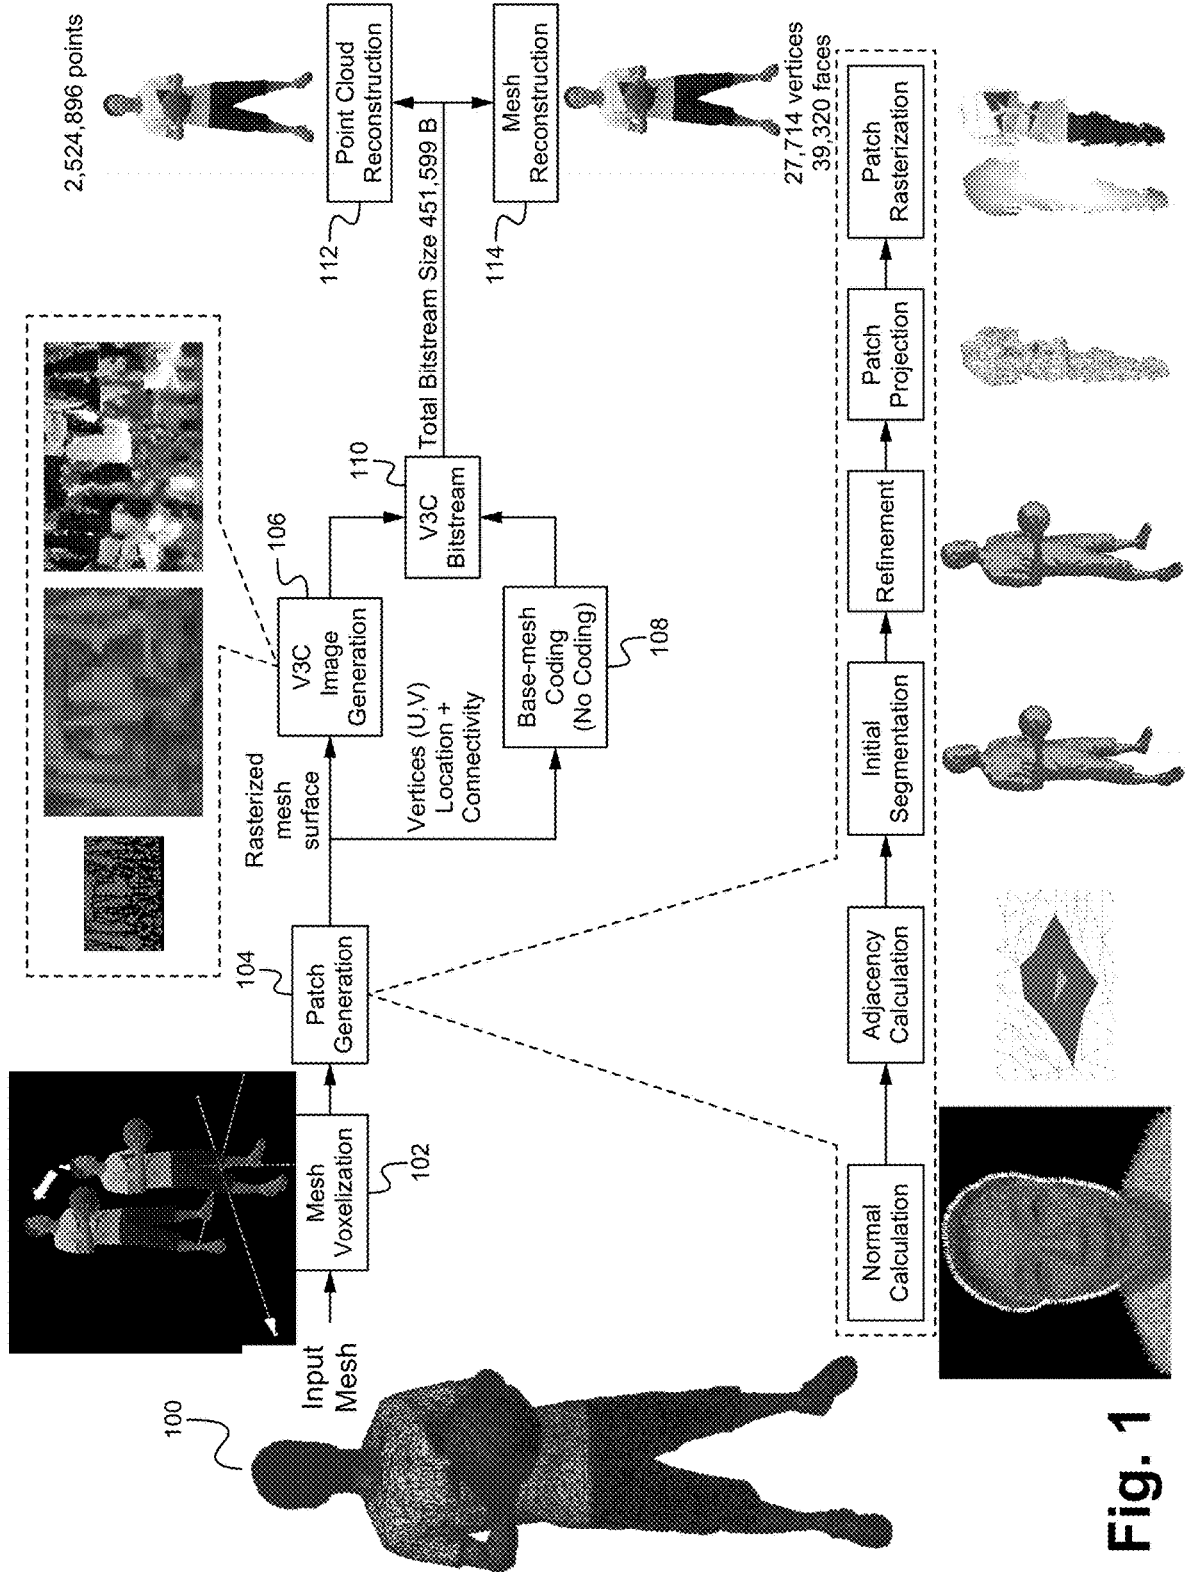 100
Input
Mesh
Mesh
Voxelization
102
Patch
Generation
104
Rasterized
mesh
surface
Vertices (U,V)
Location +
Connectivity
V3C
Image
Generation
106
Base-mesh
Coding
(No Coding)
108
V3C
Bitstream
110
Total Bitstream Size 451,599 B
2,524,896 points
Point Cloud
Reconstruction
112
Mesh
Reconstruction
114
27,714 vertices
39,320 faces
Normal
Calculation
Adjacency
Calculation
Initial
Segmentation
Refinement
Patch
Projection
Patch
Rasterization
Fig. 1